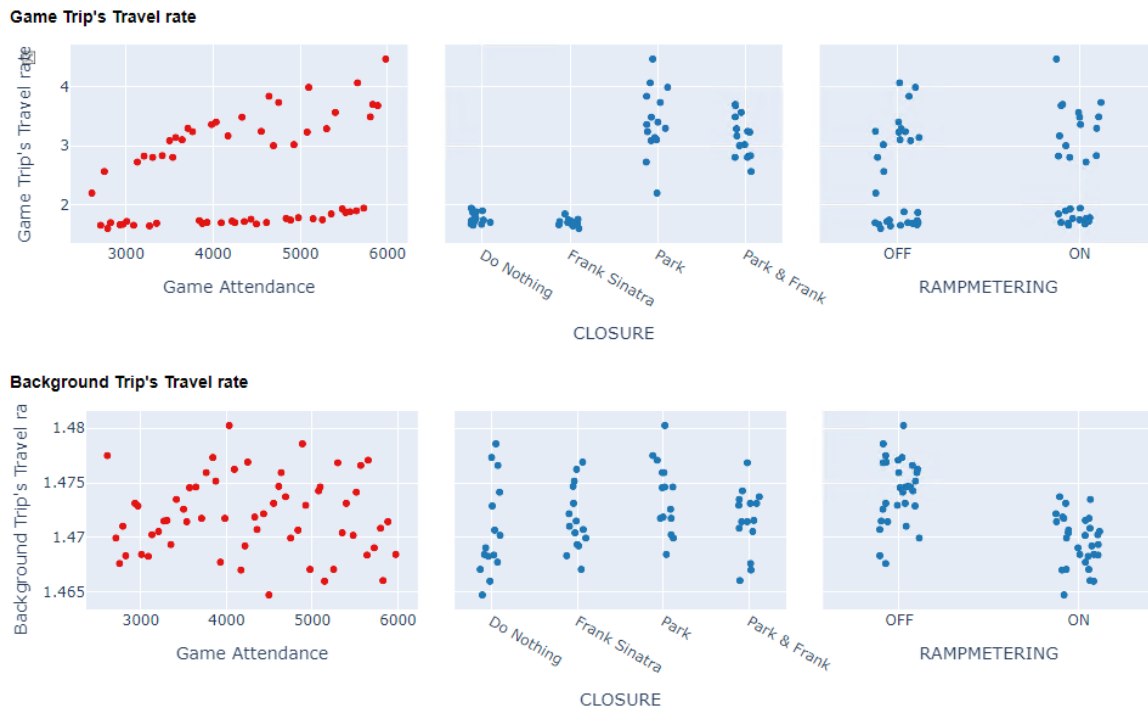 Game Trip's Travel rate
Game Trip's Travel rate
4
3
2
3000 4000 5000 6000
Game Attendance
Do Nothing
Frank Sinatra
Park
Park & Frank
CLOSURE
OFF ON
RAMPMETERING
Background Trip's Travel rate
Background Trip's Travel ra
1.48
1.475
1.47
1.465
3000 4000 5000 6000
Game Attendance
Do Nothing
Frank Sinatra
Park
Park & Frank
CLOSURE
OFF ON
RAMPMETERING